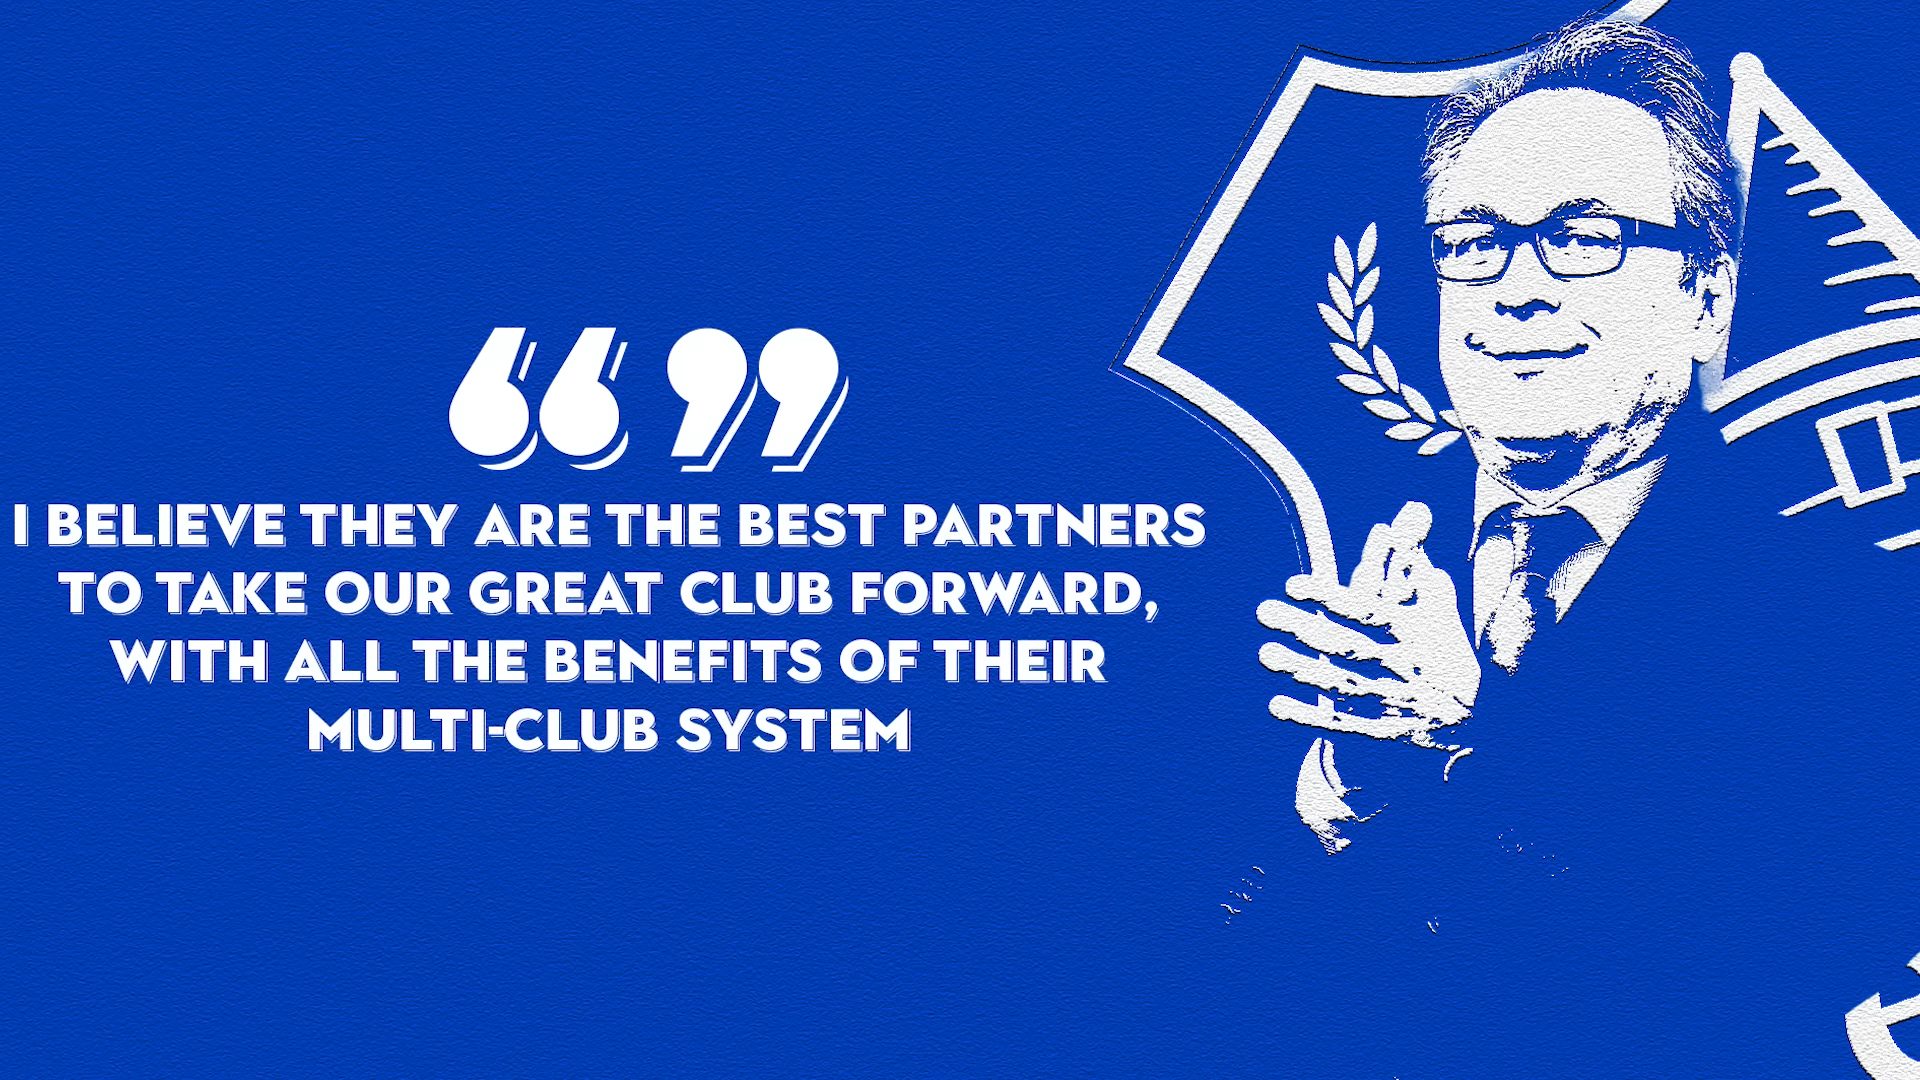 ❝ ❞
I BELIEVE THEY ARE THE BEST PARTNERS
TO TAKE OUR GREAT CLUB FORWARD,
WITH ALL THE BENEFITS OF THEIR
MULTI-CLUB SYSTEM